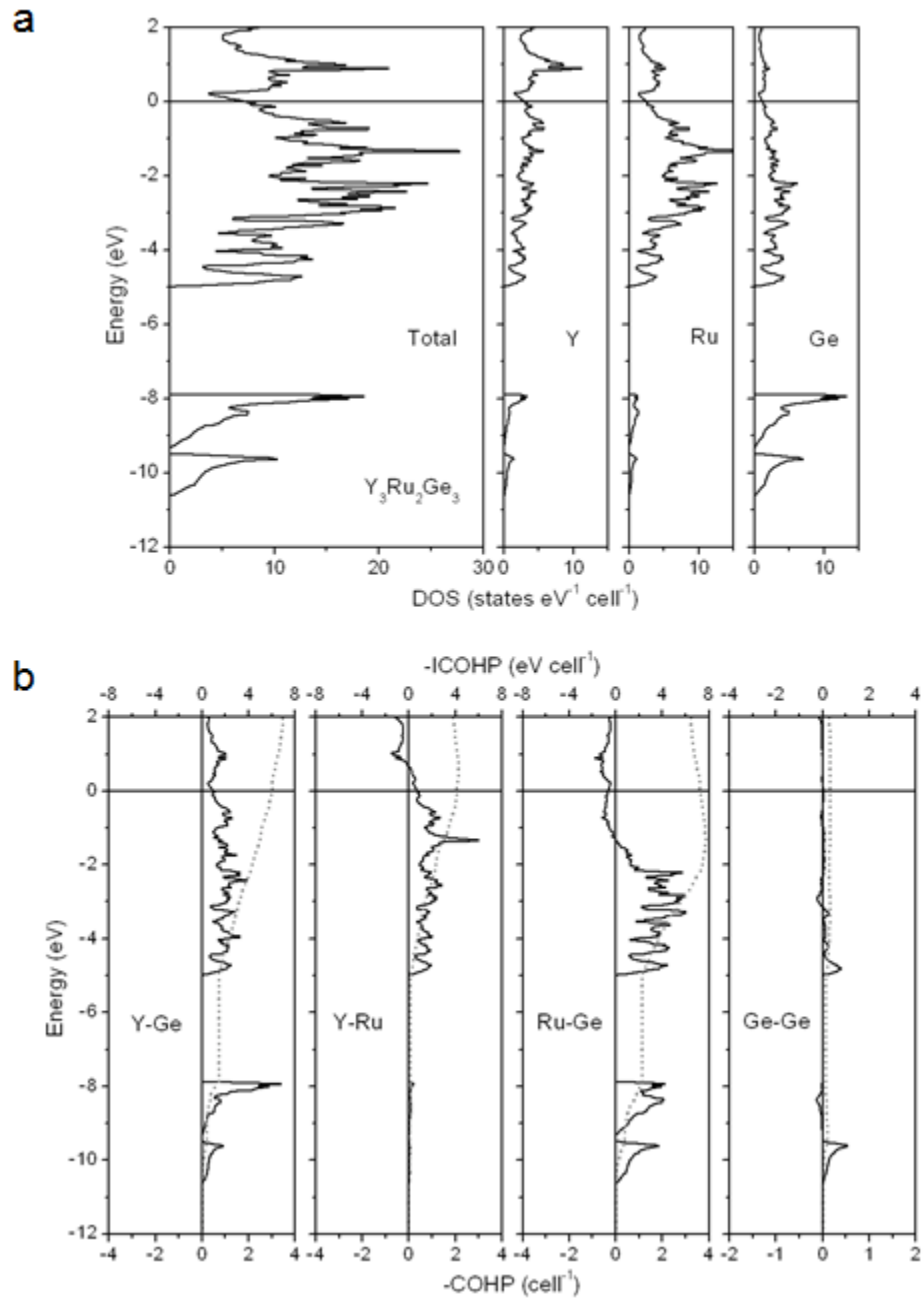 a
2
0
-2
-4
-6
-8
-10
-12
Energy (eV)
Total
Y
Ru
Ge
Y₃Ru₂Ge₃
0 10 20 30 0 10 0 10 0 10
DOS (states eV⁻¹ cell⁻¹)
b
-ICOHP (eV cell⁻¹)
-8 -4 0 4 8 -8 -4 0 4 8 -8 -4 0 4 8 -4 -2 0 2 4
2
0
-2
-4
-6
-8
-10
-12
Energy (eV)
Y-Ge
Y-Ru
Ru-Ge
Ge-Ge
-4 -2 0 2 4 -4 -2 0 2 4 -4 -2 0 2 4 -2 -1 0 1 2
-COHP (cell⁻¹)